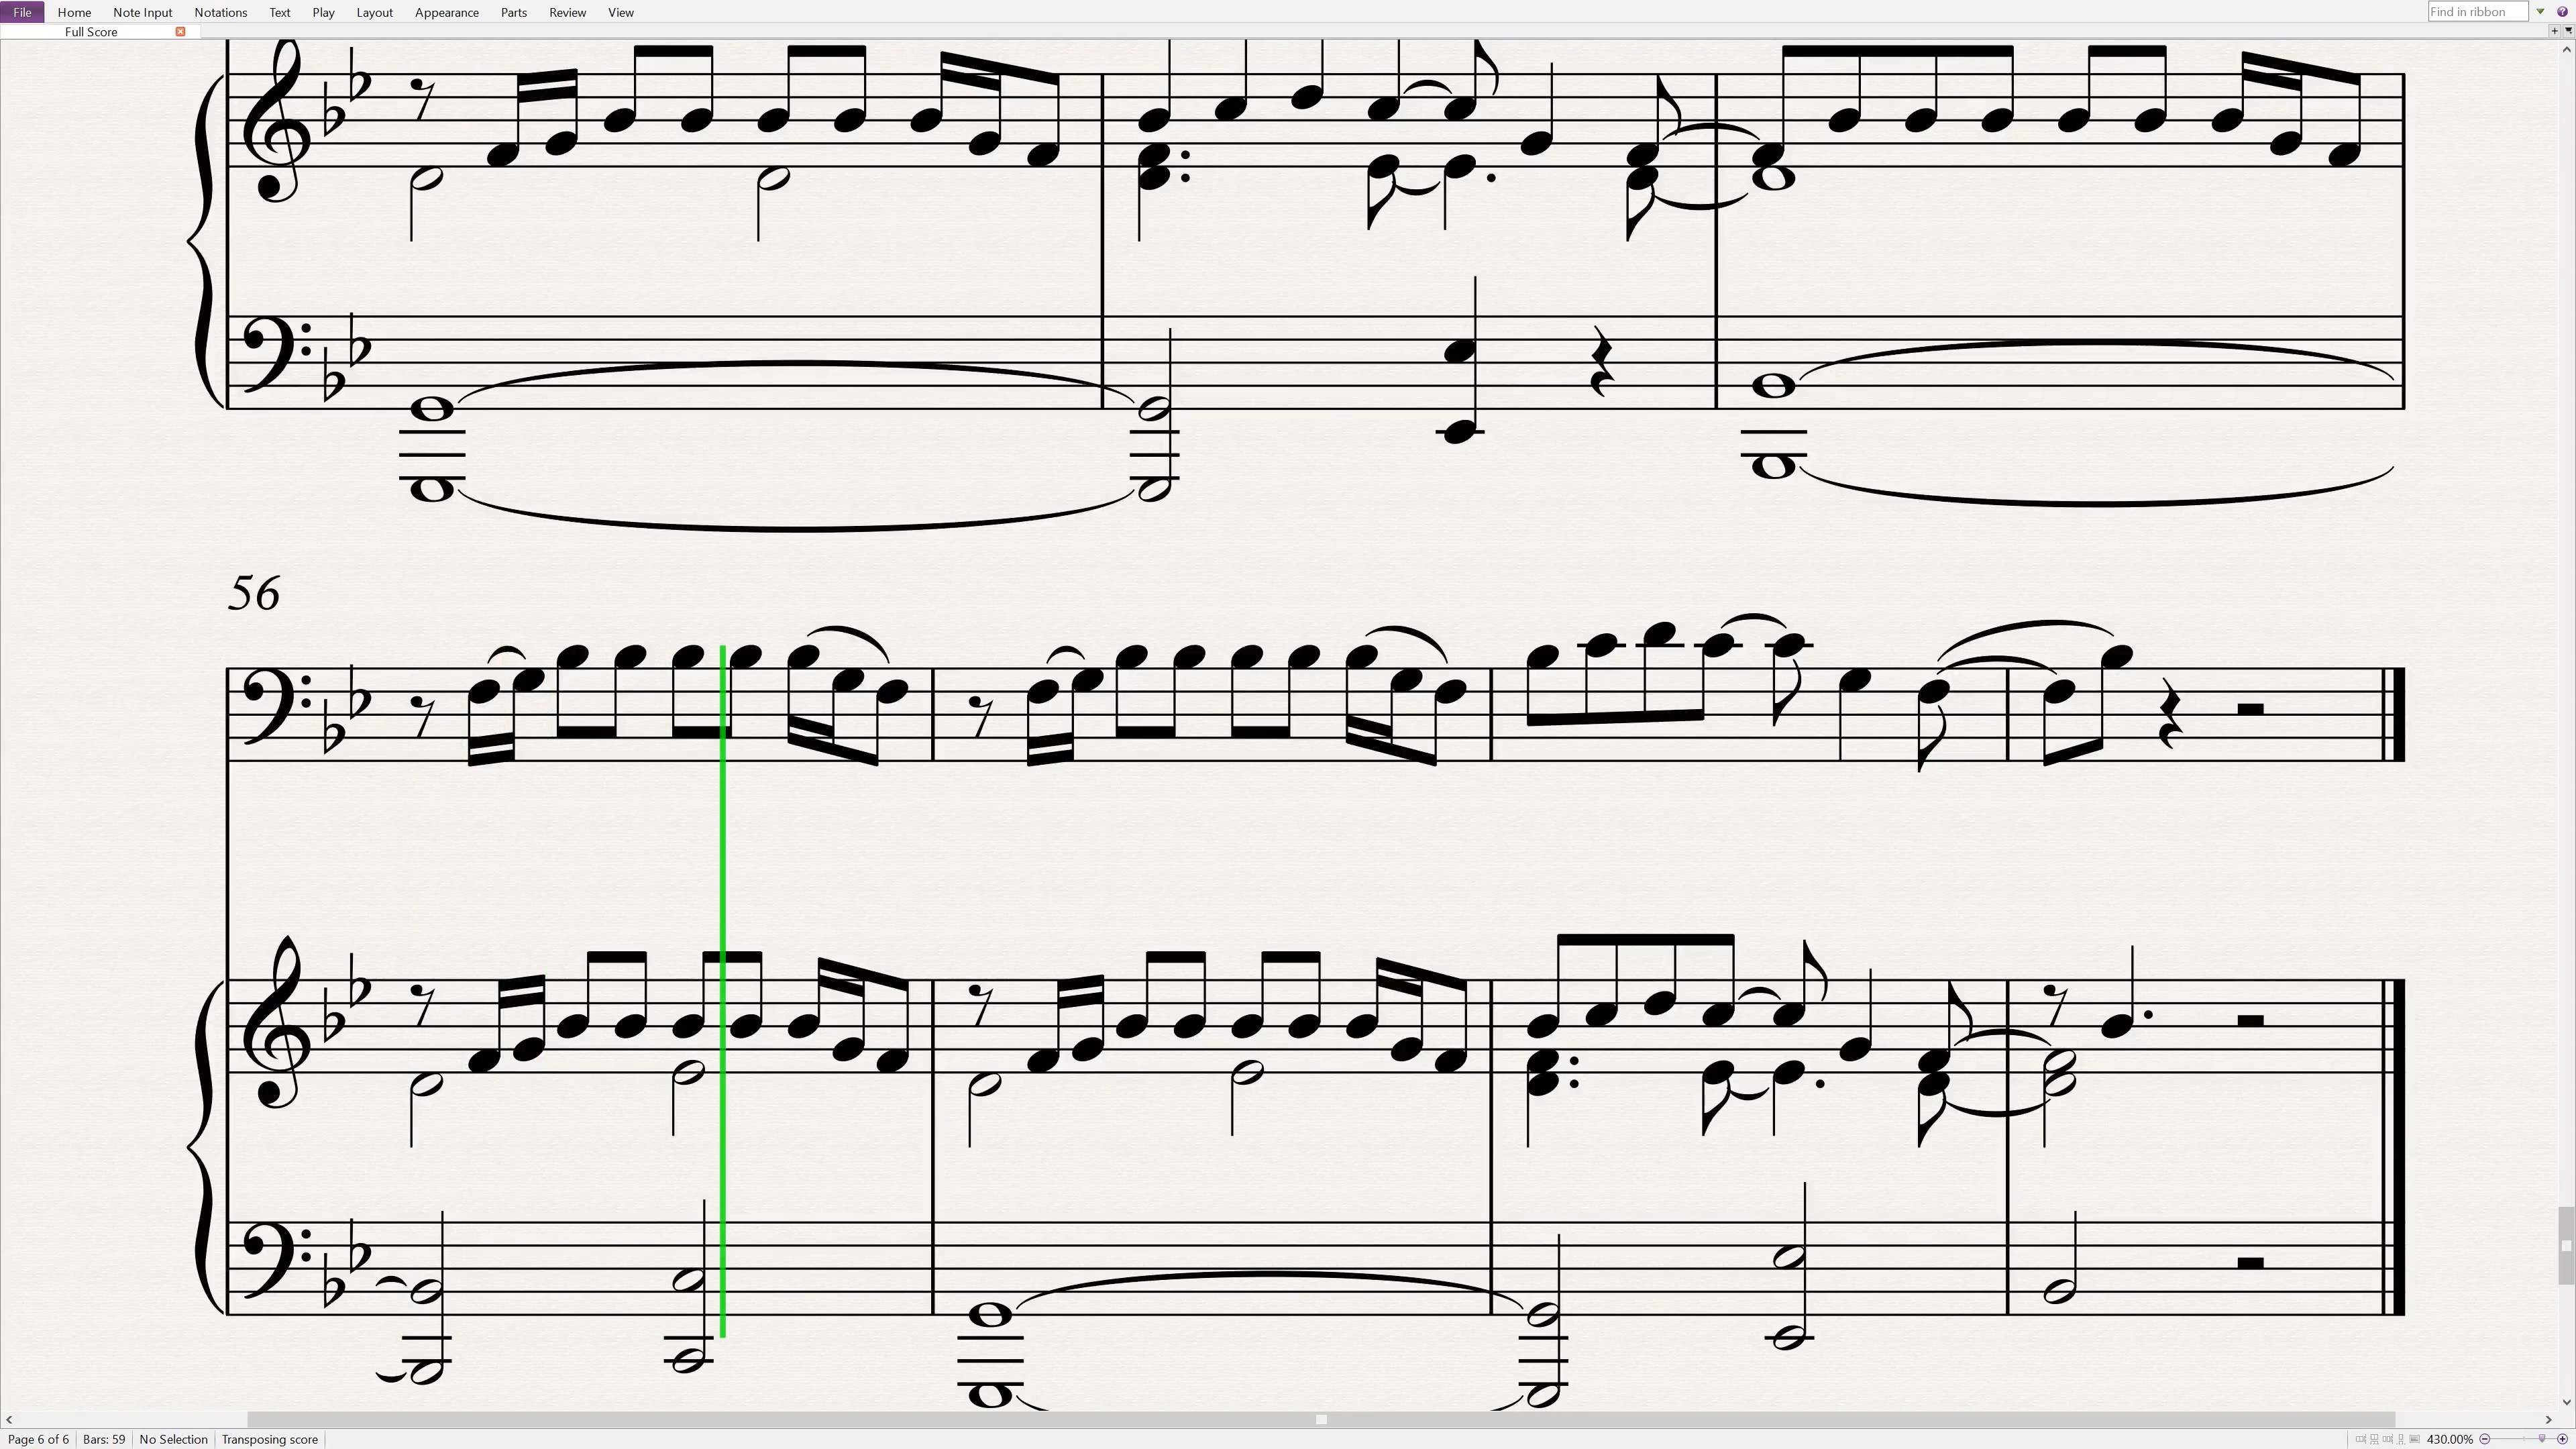 File Home Note Input Notations Text Play Layout Appearance Parts Review View Find in ribbon
Full Score
56
Page 6 of 6 Bars: 59 No Selection Transposing score 430.00%